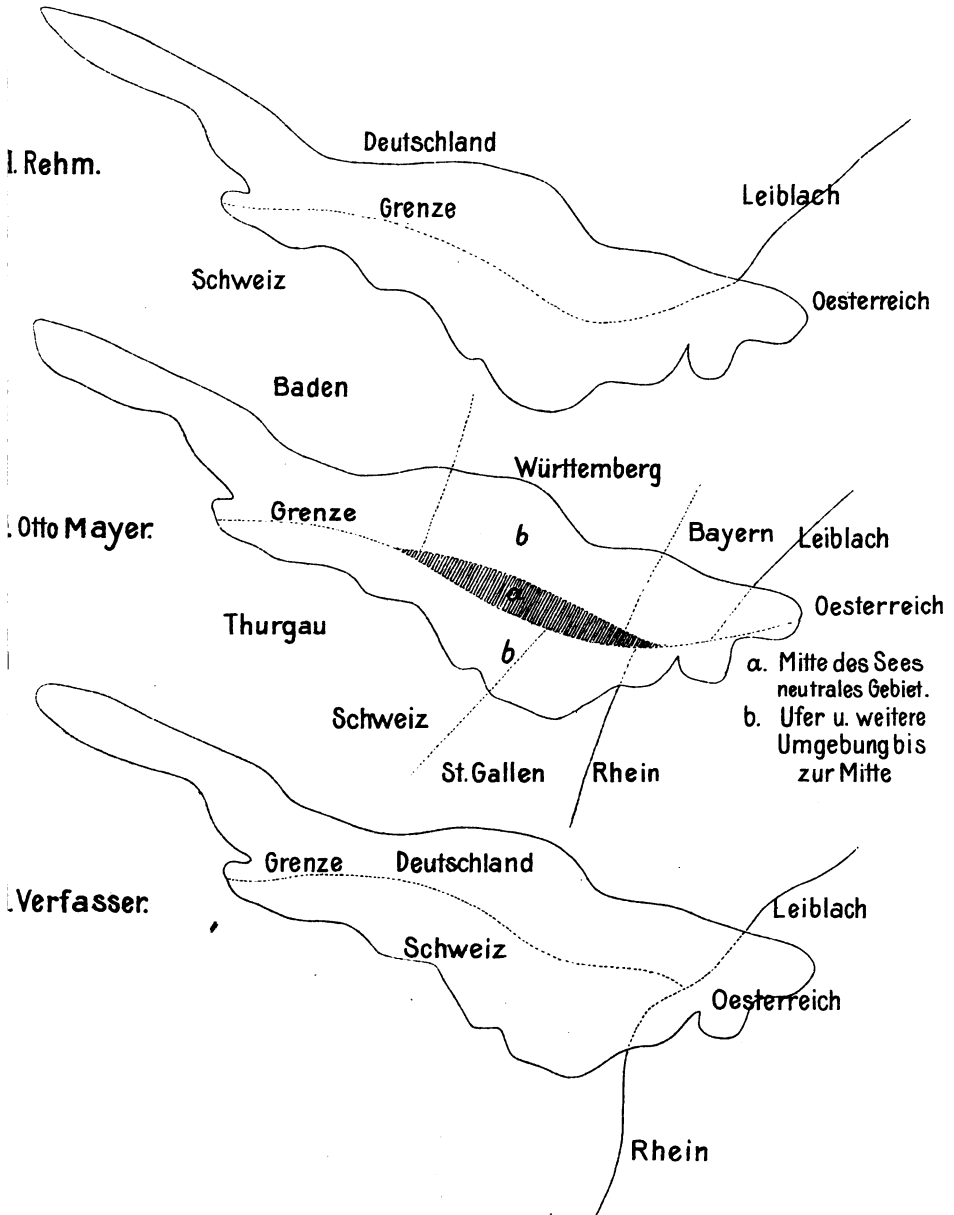 I. Rehm.
Deutschland
Grenze
Leiblach
Schweiz
Oesterreich
Baden
Württemberg
Grenze
. Otto Mayer.
b
Bayern
Leiblach
a
Oesterreich
Thurgau
b
a. Mitte des Sees
neutrales Gebiet.
b. Ufer u. weitere
Umgebung bis
zur Mitte
Schweiz
St. Gallen
Rhein
Grenze
Deutschland
. Verfasser.
Leiblach
Schweiz
Oesterreich
Rhein